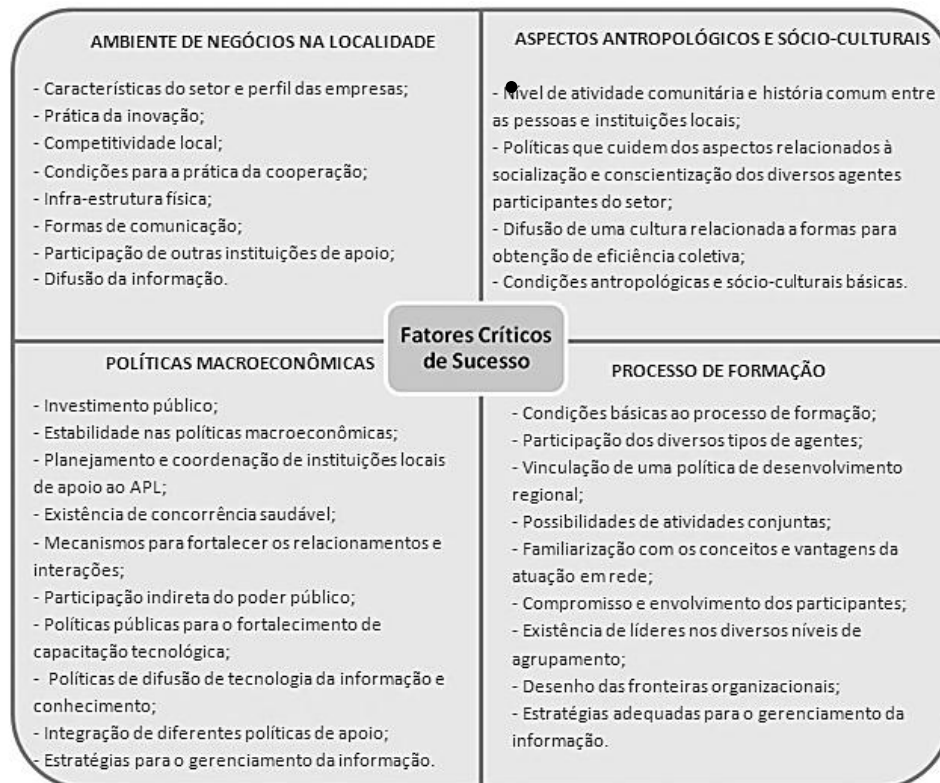 AMBIENTE DE NEGÓCIOS NA LOCALIDADE
- Características do setor e perfil das empresas;
- Prática da inovação;
- Competitividade local;
- Condições para a prática da cooperação;
- Infra-estrutura física;
- Formas de comunicação;
- Participação de outras instituições de apoio;
- Difusão da informação.
ASPECTOS ANTROPOLÓGICOS E SÓCIO-CULTURAIS
- Nível de atividade comunitária e história comum entre
as pessoas e instituições locais;
- Políticas que cuidem dos aspectos relacionados à
socialização e conscientização dos diversos agentes
participantes do setor;
- Difusão de uma cultura relacionada a formas para
obtenção de eficiência coletiva;
- Condições antropológicas e sócio-culturais básicas.
Fatores Críticos
de Sucesso
POLÍTICAS MACROECONÔMICAS
- Investimento público;
- Estabilidade nas políticas macroeconômicas;
- Planejamento e coordenação de instituições locais
de apoio ao APL;
- Existência de concorrência saudável;
- Mecanismos para fortalecer os relacionamentos e
interações;
- Participação indireta do poder público;
- Políticas públicas para o fortalecimento de
capacitação tecnológica;
- Políticas de difusão de tecnologia da informação e
conhecimento;
- Integração de diferentes políticas de apoio;
- Estratégias para o gerenciamento da informação.
PROCESSO DE FORMAÇÃO
- Condições básicas ao processo de formação;
- Participação dos diversos tipos de agentes;
- Vinculação de uma política de desenvolvimento
regional;
- Possibilidades de atividades conjuntas;
- Familiarização com os conceitos e vantagens da
atuação em rede;
- Compromisso e envolvimento dos participantes;
- Existência de líderes nos diversos níveis de
agrupamento;
- Desenho das fronteiras organizacionais;
- Estratégias adequadas para o gerenciamento da
informação.